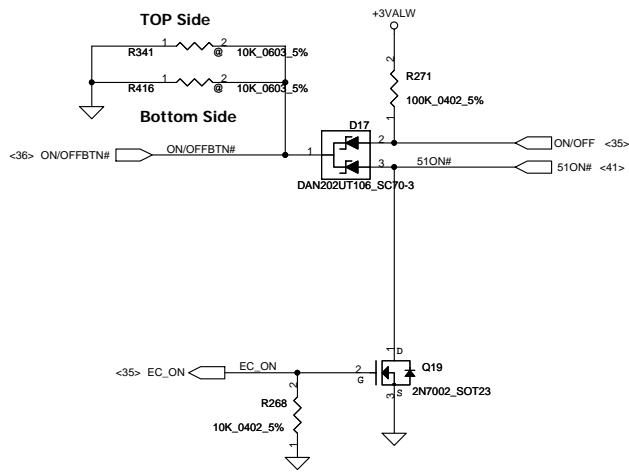 TOP Side
+3VALW
1 2
R341 @ 10K_0603_5%
1 2
R416 @ 10K_0603_5%
2
R271
100K_0402_5%
1
Bottom Side
D17
<36> ON/OFFBTN# ON/OFFBTN# 1
2 ON/OFF <35>
3 51ON# 51ON# <41>
DAN202UT106_SC70-3
1 D
Q19
<35> EC_ON EC_ON 2 G
S
3
2N7002_SOT23
2
R268
10K_0402_5%
1